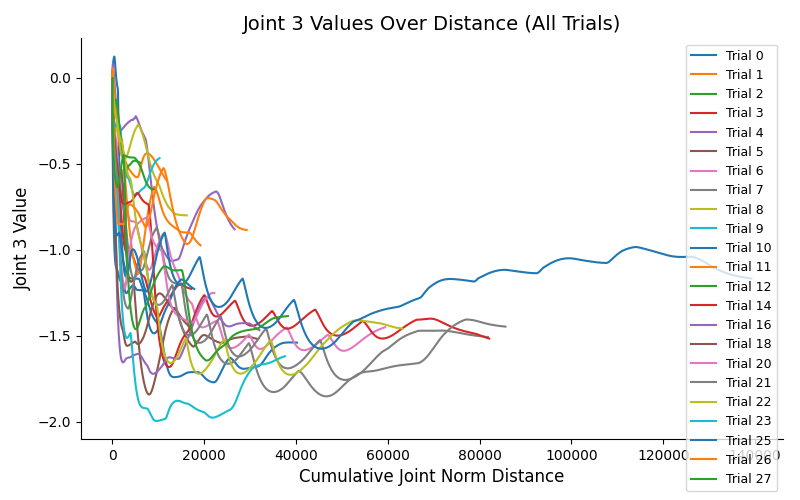 Joint 3 Values Over Distance (All Trials)
Joint 3 Value
0.0
−0.5
−1.0
−1.5
−2.0
0
20000
40000
60000
80000
100000
120000
140000
Cumulative Joint Norm Distance
Trial 0
Trial 1
Trial 2
Trial 3
Trial 4
Trial 5
Trial 6
Trial 7
Trial 8
Trial 9
Trial 10
Trial 11
Trial 12
Trial 14
Trial 16
Trial 18
Trial 20
Trial 21
Trial 22
Trial 23
Trial 25
Trial 26
Trial 27